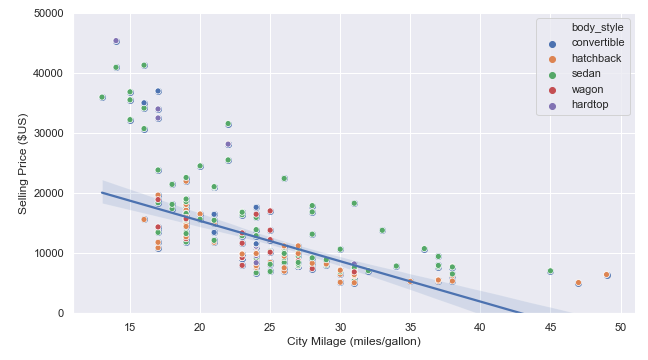 50000
40000
30000
20000
10000
0
Selling Price ($US)
body_style
convertible
hatchback
sedan
wagon
hardtop
15 20 25 30 35 40 45 50
City Milage (miles/gallon)